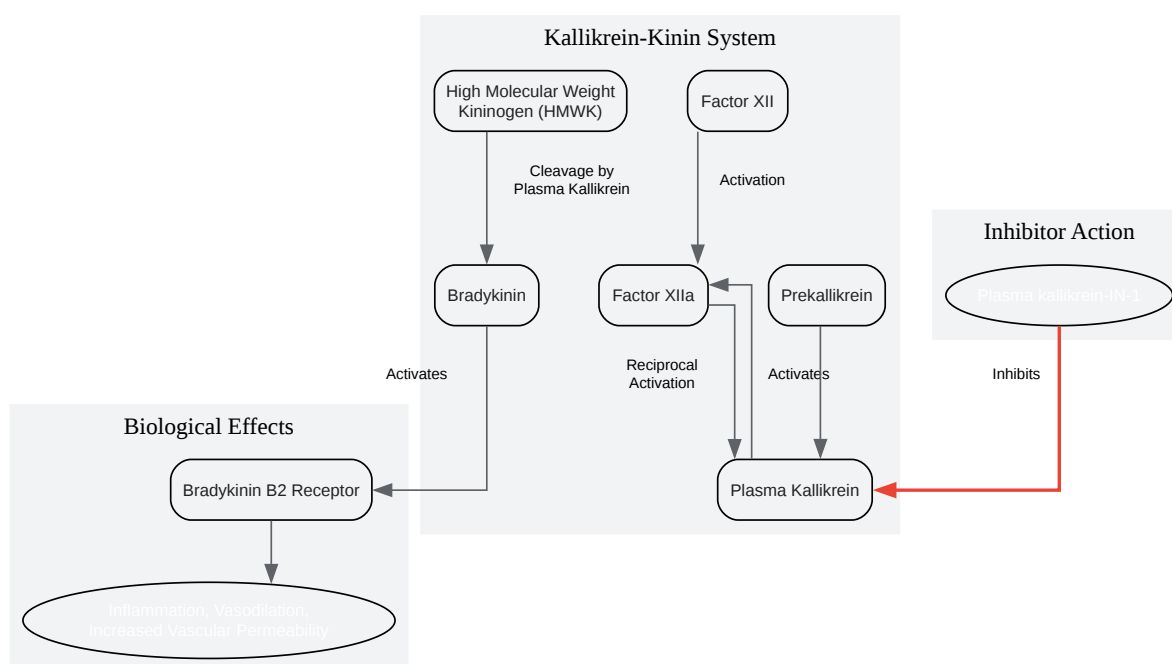 Kallikrein-Kinin System
High Molecular Weight
Kininogen (HMWK)
Factor XII
Cleavage by
Plasma Kallikrein
Activation
Inhibitor Action
Bradykinin
Factor XIIa
Prekallikrein
Plasma kallikrein-IN-1
Activates
Reciprocal
Activation
Activates
Inhibits
Biological Effects
Bradykinin B2 Receptor
Plasma Kallikrein
Inflammation, Vasodilation,
Increased Vascular Permeability